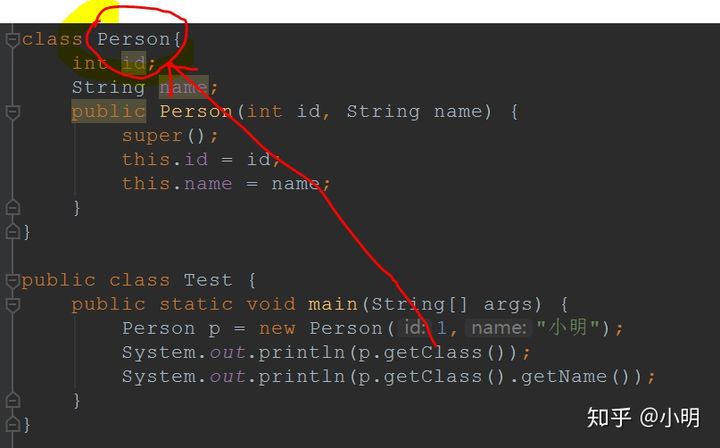 class Person{
int id;
String name;
public Person(int id, String name) {
super();
this.id = id;
this.name = name;
}
}
public class Test {
public static void main(String[] args) {
Person p = new Person( id: 1, name: "小明");
System.out.println(p.getClass());
System.out.println(p.getClass().getName());
}
}
知乎 @小明